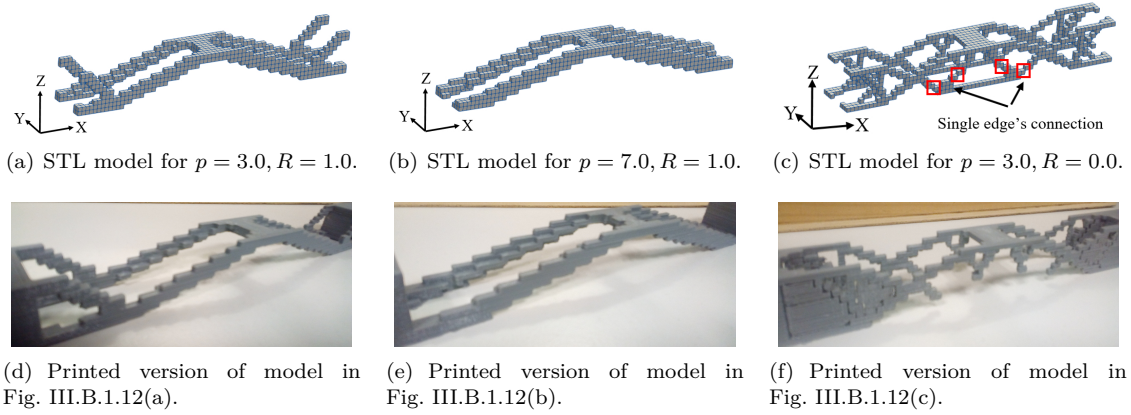 Z
Y
X
Z
Y
X
Z
Y
X
Single edge's connection
(a) STL model for p = 3.0, R = 1.0.
(b) STL model for p = 7.0, R = 1.0.
(c) STL model for p = 3.0, R = 0.0.
(d) Printed version of model in
Fig. III.B.1.12(a).
(e) Printed version of model in
Fig. III.B.1.12(b).
(f) Printed version of model in
Fig. III.B.1.12(c).